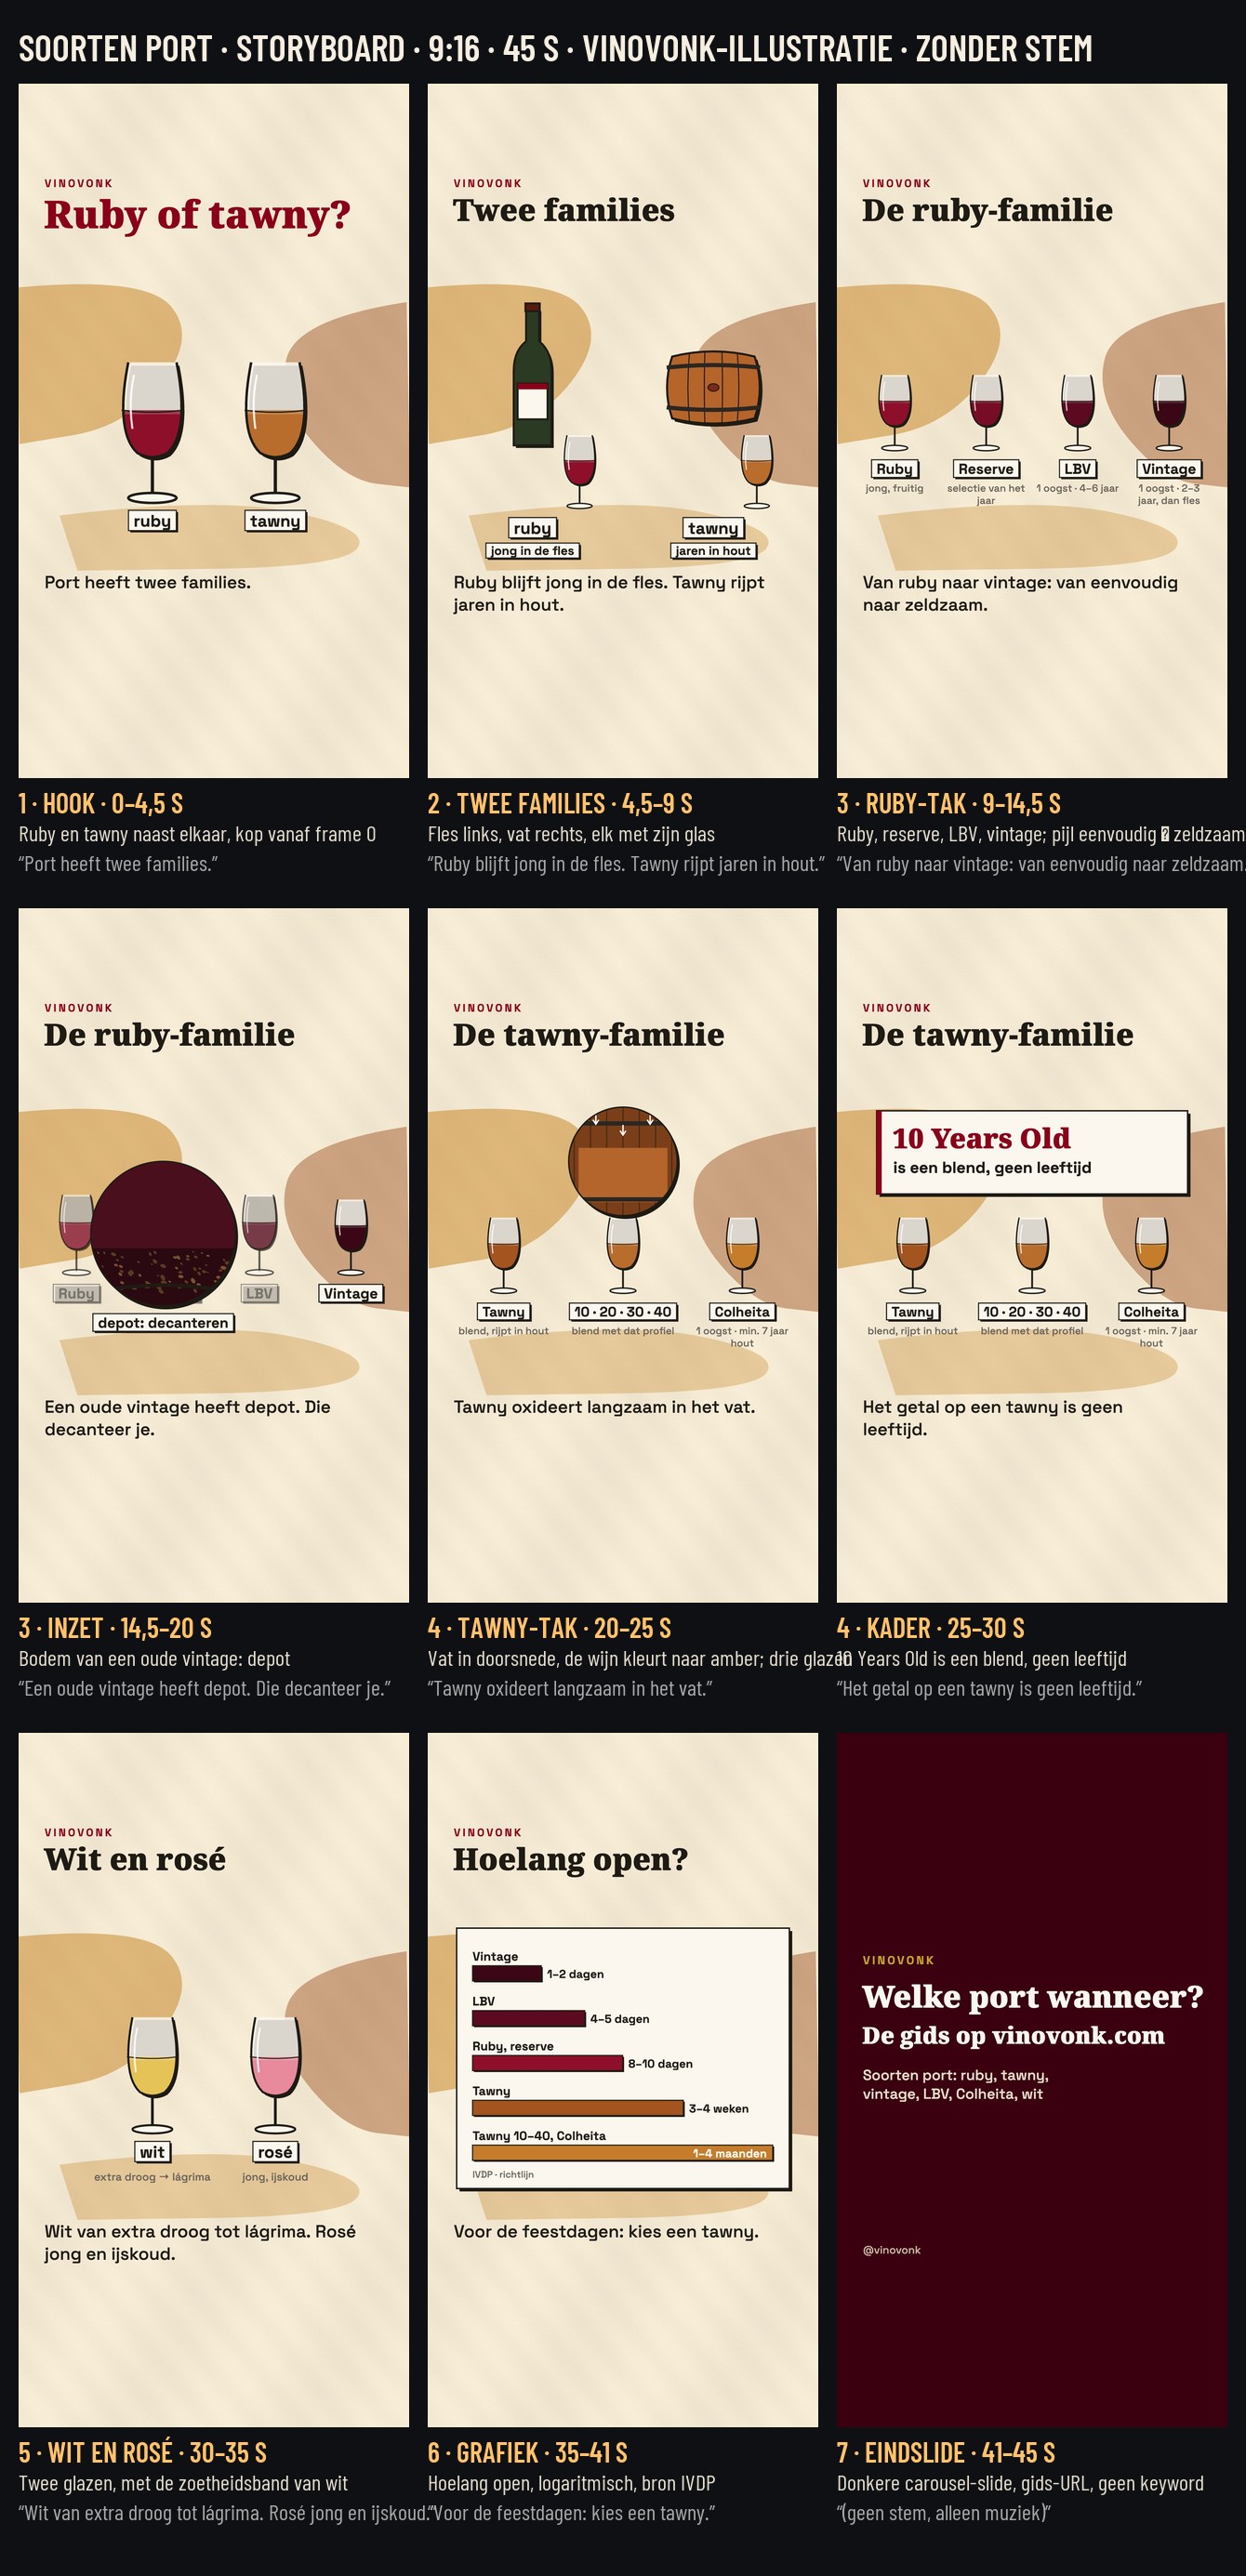 SOORTEN PORT · STORYBOARD · 9:16 · 45 S · VINOVONK-ILLUSTRATIE · ZONDER STEM
VINOVONK
Ruby of tawny?
ruby
tawny
Port heeft twee families.
1 · HOOK · 0–4,5 S
Ruby en tawny naast elkaar, kop vanaf frame 0
“Port heeft twee families.”
VINOVONK
Twee families
ruby
jong in de fles
tawny
jaren in hout
Ruby blijft jong in de fles. Tawny rijpt
jaren in hout.
2 · TWEE FAMILIES · 4,5–9 S
Fles links, vat rechts, elk met zijn glas
“Ruby blijft jong in de fles. Tawny rijpt jaren in hout.”
VINOVONK
De ruby-familie
Ruby
jong, fruitig
Reserve
selectie van het
jaar
LBV
1 oogst · 4–6 jaar
Vintage
1 oogst · 2–3
jaar, dan fles
Van ruby naar vintage: van eenvoudig
naar zeldzaam.
3 · RUBY-TAK · 9–14,5 S
Ruby, reserve, LBV, vintage; pijl eenvoudig zeldzaam
“Van ruby naar vintage: van eenvoudig naar zeldzaam.
VINOVONK
De ruby-familie
Ruby
LBV
Vintage
depot: decanteren
Een oude vintage heeft depot. Die
decanteer je.
3 · INZET · 14,5–20 S
Bodem van een oude vintage: depot
“Een oude vintage heeft depot. Die decanteer je.”
VINOVONK
De tawny-familie
Tawny
blend, rijpt in hout
10 · 20 · 30 · 40
blend met dat profiel
Colheita
1 oogst · min. 7 jaar
hout
Tawny oxideert langzaam in het vat.
4 · TAWNY-TAK · 20–25 S
Vat in doorsnede, de wijn kleurt naar amber; drie glazen
“Tawny oxideert langzaam in het vat.”
VINOVONK
De tawny-familie
10 Years Old
is een blend, geen leeftijd
Tawny
blend, rijpt in hout
10 · 20 · 30 · 40
blend met dat profiel
Colheita
1 oogst · min. 7 jaar
hout
Het getal op een tawny is geen
leeftijd.
4 · KADER · 25–30 S
10 Years Old is een blend, geen leeftijd
“Het getal op een tawny is geen leeftijd.”
VINOVONK
Wit en rosé
wit
extra droog → lágrima
rosé
jong, ijskoud
Wit van extra droog tot lágrima. Rosé
jong en ijskoud.
5 · WIT EN ROSÉ · 30–35 S
Twee glazen, met de zoetheidsband van wit
“Wit van extra droog tot lágrima. Rosé jong en ijskoud.”
VINOVONK
Hoelang open?
Vintage
1–2 dagen
LBV
4–5 dagen
Ruby, reserve
8–10 dagen
Tawny
3–4 weken
Tawny 10–40, Colheita
1–4 maanden
IVDP · richtlijn
Voor de feestdagen: kies een tawny.
6 · GRAFIEK · 35–41 S
Hoelang open, logaritmisch, bron IVDP
“Voor de feestdagen: kies een tawny.”
VINOVONK
Welke port wanneer?
De gids op vinovonk.com
Soorten port: ruby, tawny,
vintage, LBV, Colheita, wit
@vinovonk
7 · EINDSLIDE · 41–45 S
Donkere carousel-slide, gids-URL, geen keyword
“(geen stem, alleen muziek)”